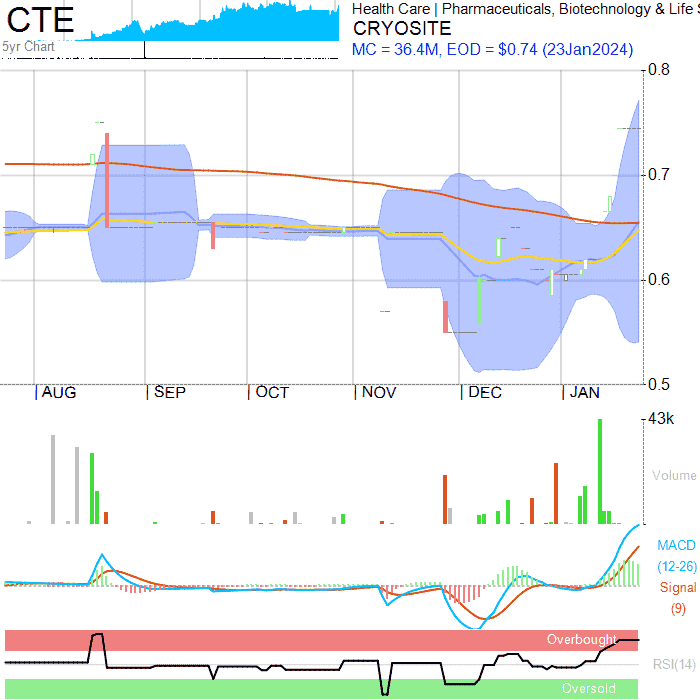 CTE
5yr Chart
Health Care | Pharmaceuticals, Biotechnology & Life S
CRYOSITE
MC = 36.4M, EOD = $0.74 (23Jan2024)
0.8
0.7
0.6
0.5
AUG SEP OCT NOV DEC JAN
43k
Volume
MACD
(12-26)
Signal
(9)
Overbought
RSI(14)
Oversold